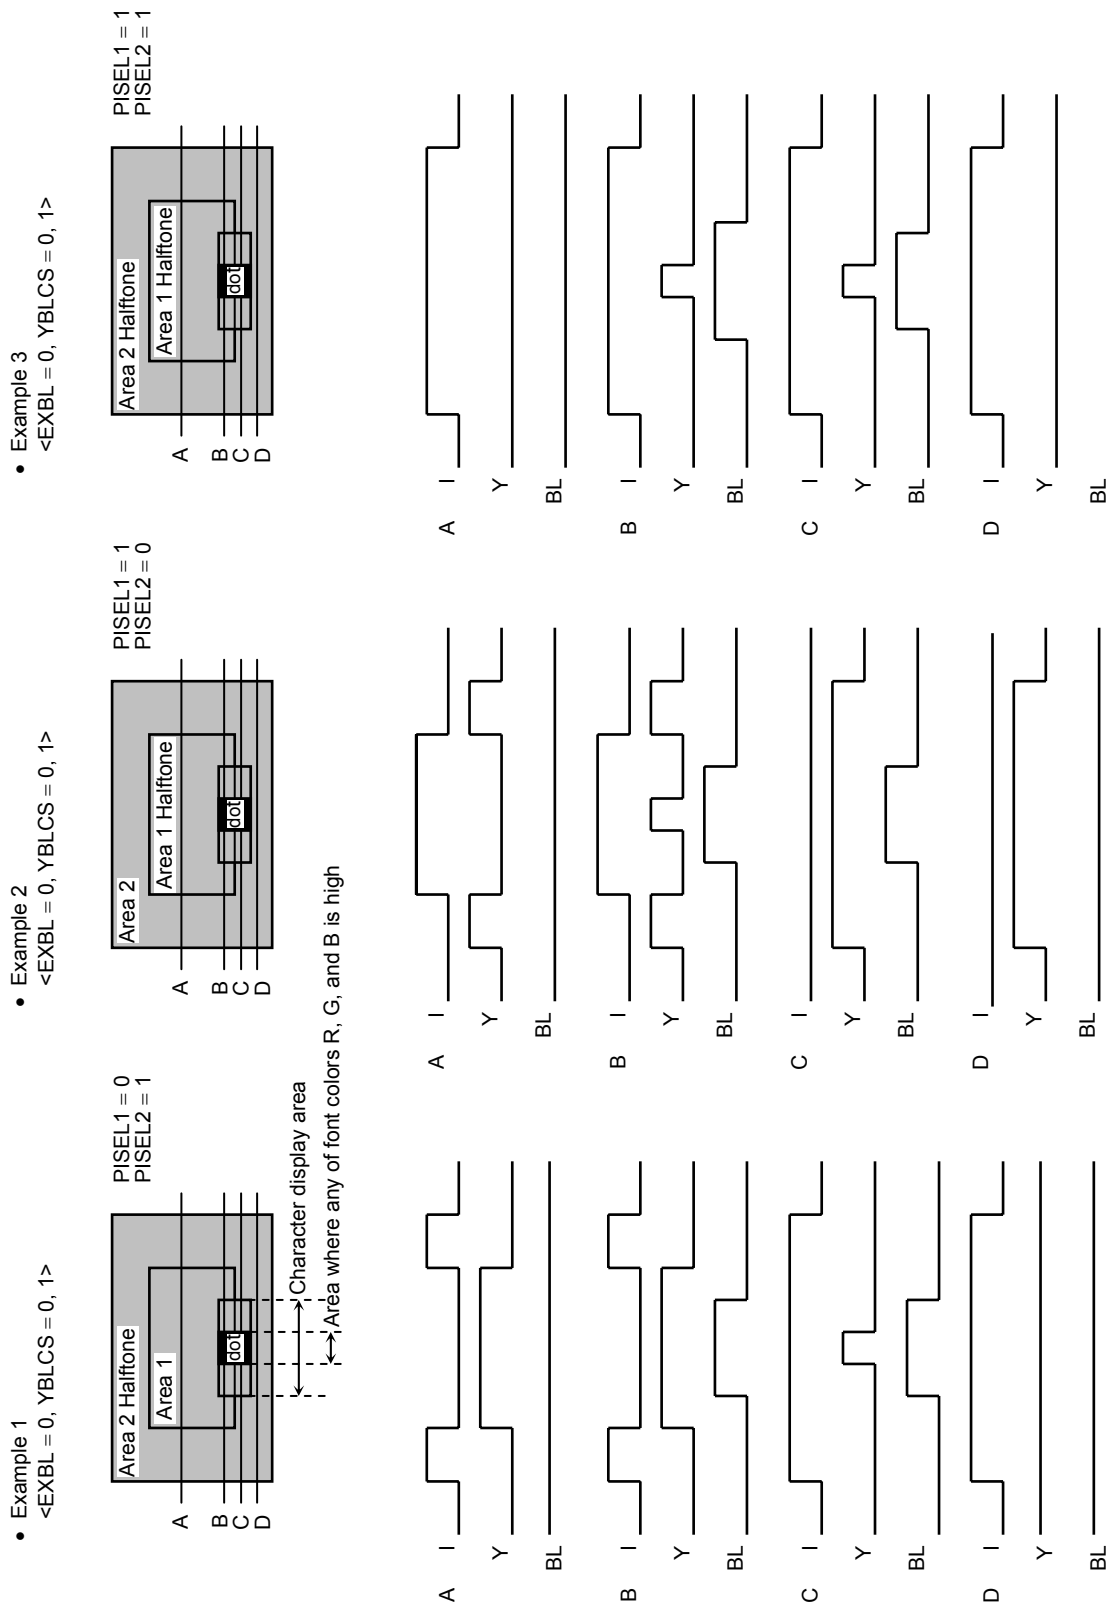 • Example 1
<EXBL = 0, YBLCS = 0, 1>
PISEL1 = 0
PISEL2 = 1
Area 2 Halftone
Area 1
dot
A
B
C
D
Character display area
Area where any of font colors R, G, and B is high
A
I
Y
BL
B
I
Y
BL
C
I
Y
BL
D
I
Y
BL
• Example 2
<EXBL = 0, YBLCS = 0, 1>
PISEL1 = 1
PISEL2 = 0
Area 2
Area 1 Halftone
dot
A
B
C
D
A
I
Y
BL
B
I
Y
BL
C
I
Y
BL
D
I
Y
BL
• Example 3
<EXBL = 0, YBLCS = 0, 1>
PISEL1 = 1
PISEL2 = 1
Area 2 Halftone
Area 1 Halftone
dot
A
B
C
D
A
I
Y
BL
B
I
Y
BL
C
I
Y
BL
D
I
Y
BL